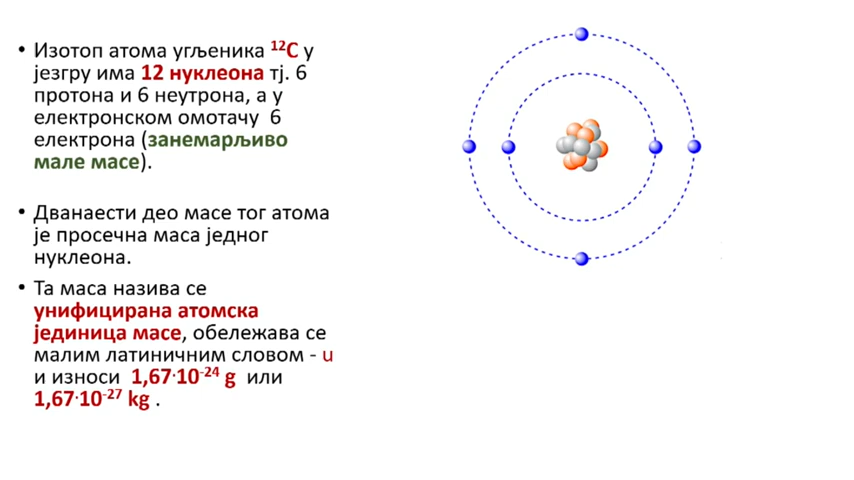 • Изотоп атома угљеника ¹²C у
језгру има 12 нуклеона тј. 6
протона и 6 неутрона, а у
електронском омотачу 6
електрона (занемарљиво
мале масе).
• Дванаести део масе тог атома
је просечна маса једног
нуклеона.
• Та маса назива се
унифицирана атомска
јединица масе, обележава се
малим латиничним словом - u
и износи 1,67·10⁻²⁴ g или
1,67·10⁻²⁷ kg .